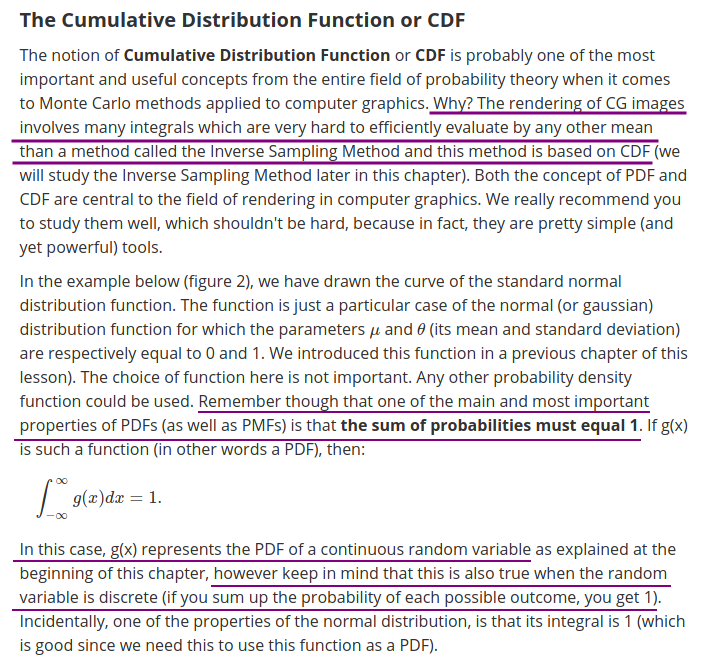 The Cumulative Distribution Function or CDF
The notion of Cumulative Distribution Function or CDF is probably one of the most
important and useful concepts from the entire field of probability theory when it comes
to Monte Carlo methods applied to computer graphics. Why? The rendering of CG images
involves many integrals which are very hard to efficiently evaluate by any other mean
than a method called the Inverse Sampling Method and this method is based on CDF (we
will study the Inverse Sampling Method later in this chapter). Both the concept of PDF and
CDF are central to the field of rendering in computer graphics. We really recommend you
to study them well, which shouldn't be hard, because in fact, they are pretty simple (and
yet powerful) tools.
In the example below (figure 2), we have drawn the curve of the standard normal
distribution function. The function is just a particular case of the normal (or gaussian)
distribution function for which the parameters μ and θ (its mean and standard deviation)
are respectively equal to 0 and 1. We introduced this function in a previous chapter of this
lesson). The choice of function here is not important. Any other probability density
function could be used. Remember though that one of the main and most important
properties of PDFs (as well as PMFs) is that the sum of probabilities must equal 1. If g(x)
is such a function (in other words a PDF), then:
∫_{-∞}^{∞} g(x)dx = 1.
In this case, g(x) represents the PDF of a continuous random variable as explained at the
beginning of this chapter, however keep in mind that this is also true when the random
variable is discrete (if you sum up the probability of each possible outcome, you get 1).
Incidentally, one of the properties of the normal distribution, is that its integral is 1 (which
is good since we need this to use this function as a PDF).